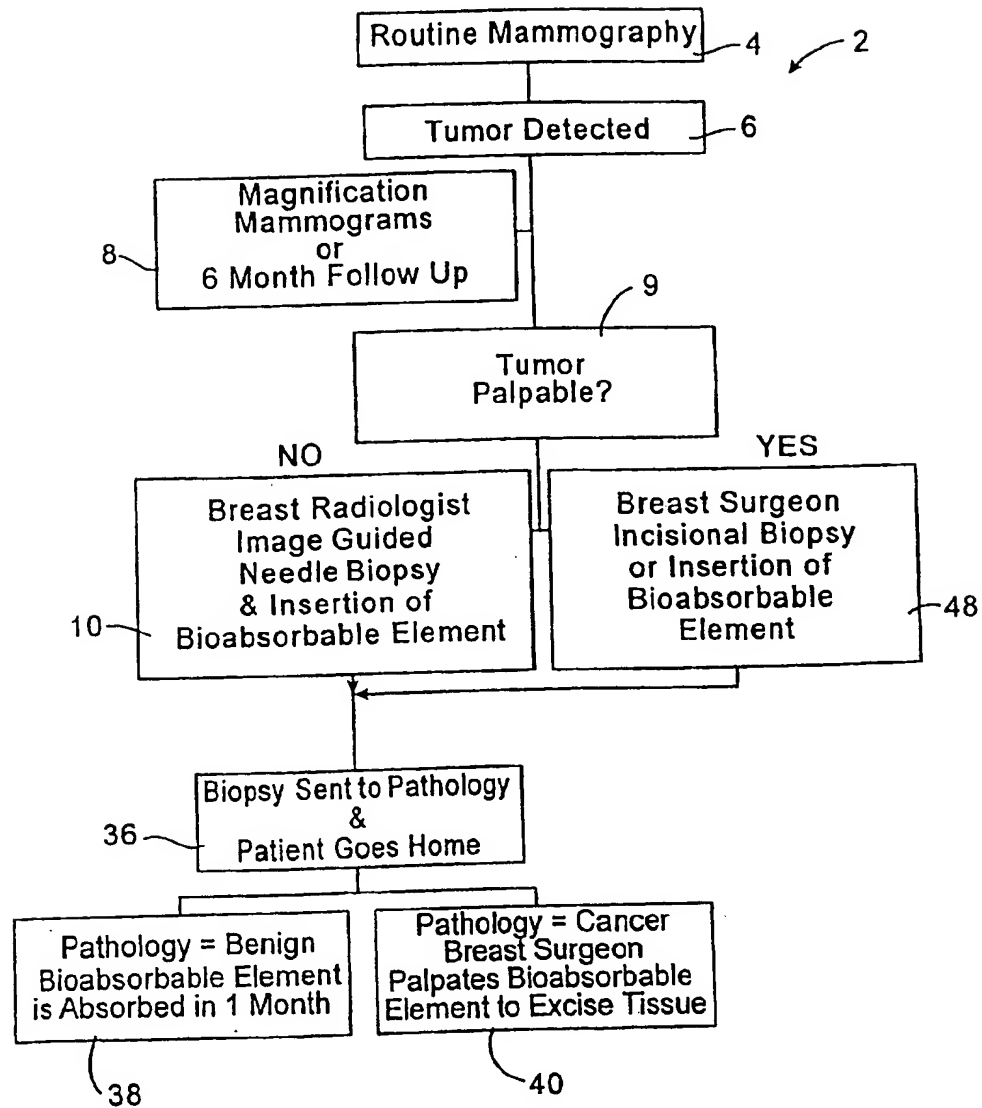 Routine Mammography
4
2
Tumor Detected
6
Magnification
Mammograms
or
6 Month Follow Up
8
9
Tumor
Palpable?
NO
YES
Breast Radiologist
Image Guided
Needle Biopsy
& Insertion of
Bioabsorbable Element
10
Breast Surgeon
Incisional Biopsy
or Insertion of
Bioabsorbable
Element
48
Biopsy Sent to Pathology
&
Patient Goes Home
36
Pathology = Benign
Bioabsorbable Element
is Absorbed in 1 Month
38
Pathology = Cancer
Breast Surgeon
Palpates Bioabsorbable
Element to Excise Tissue
40